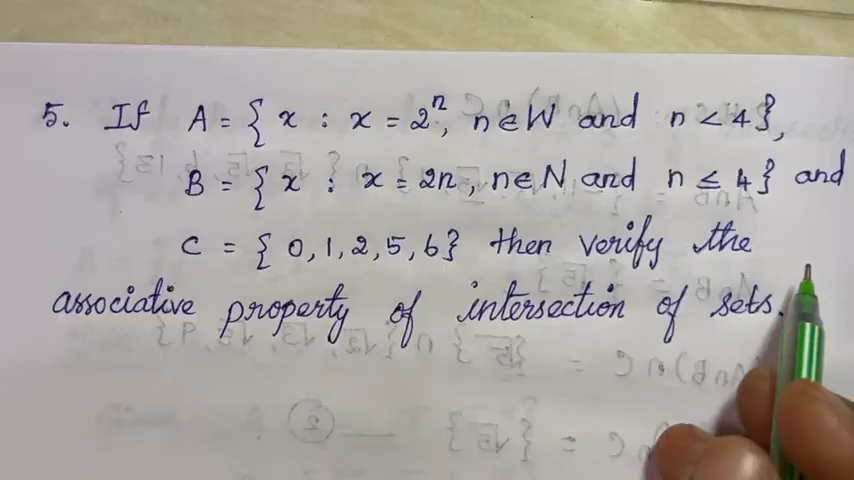 5. If A = { x : x = 2ⁿ, n∈W and n < 4},
B = { x : x = 2n, n∈N and n ≤ 4} and
C = { 0, 1, 2, 5, 6} then verify the
associative property of intersection of sets.